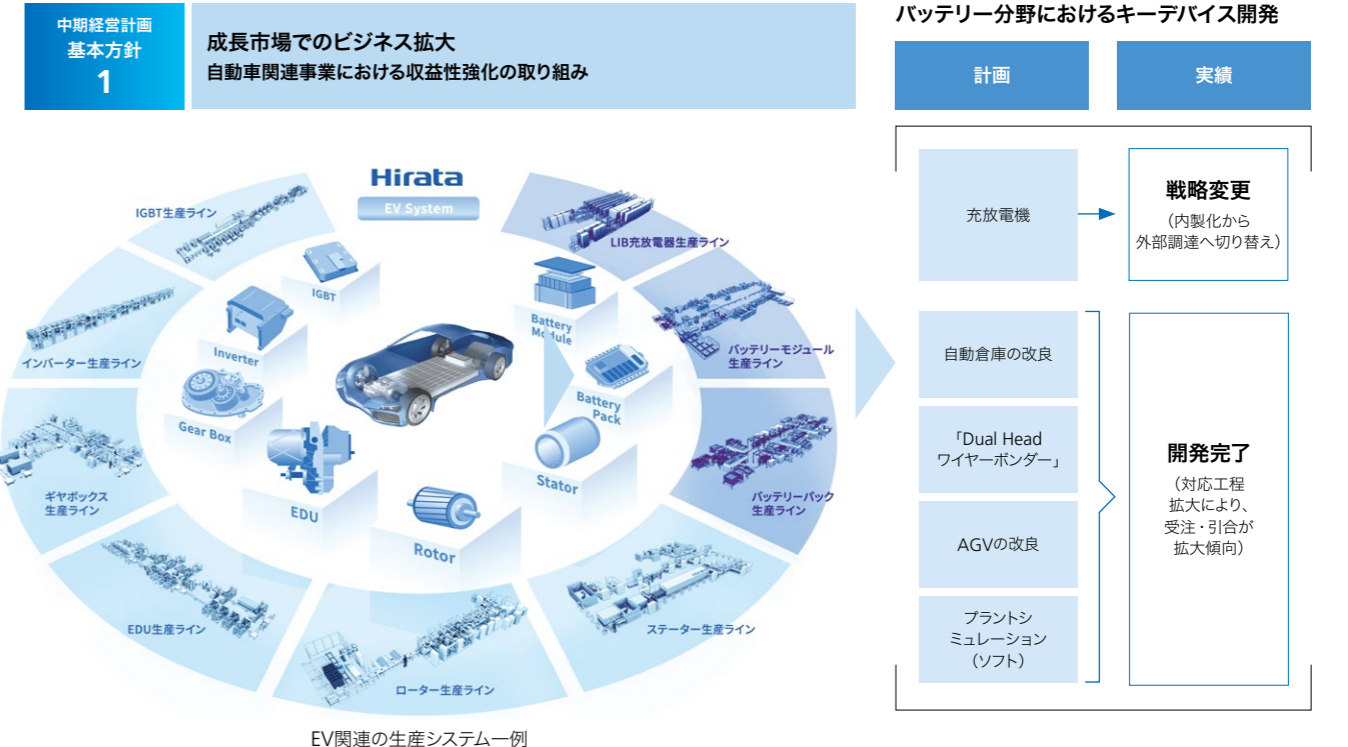 中期経営計画
基本方針
1
成長市場でのビジネス拡大
自動車関連事業における収益性強化の取り組み
Hirata
EV System
IGBT生産ライン
LIB充放電器生産ライン
インバーター生産ライン
バッテリーモジュール
生産ライン
ギヤボックス
生産ライン
バッテリーパック
生産ライン
EDU生産ライン
ステーター生産ライン
ローター生産ライン
IGBT
Battery
Module
Inverter
Battery
Pack
Gear Box
Stator
EDU
Rotor
EV関連の生産システム一例
バッテリー分野におけるキーデバイス開発
計画
実績
充放電機
戦略変更
（内製化から
外部調達へ切り替え）
自動倉庫の改良
「Dual Head
ワイヤーボンダー」
AGVの改良
プラントシ
ミュレーション
（ソフト）
開発完了
（対応工程
拡大により、
受注・引合が
拡大傾向）